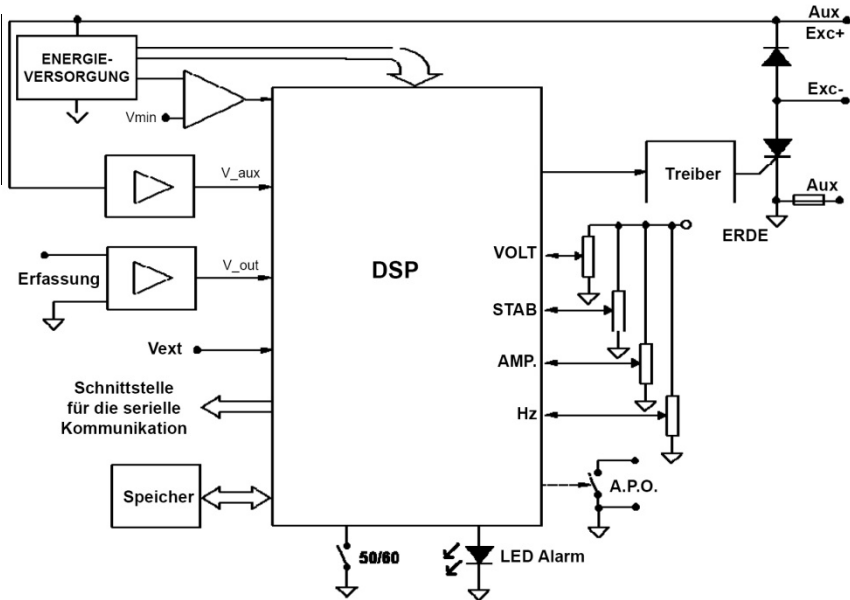 Aux
Exc+
ENERGIE-
VERSORGUNG
Exc-
Vmin
Treiber
V_aux
Aux
ERDE
VOLT
DSP
V_out
Erfassung
STAB
Vext
AMP.
Schnittstelle
für die serielle
Kommunikation
Hz
Speicher
A.P.O.
50/60
LED Alarm